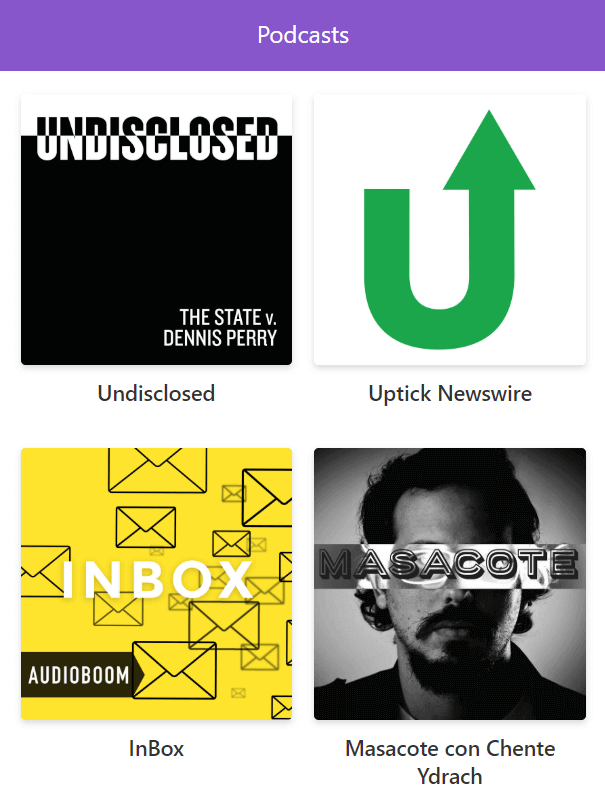 Podcasts
UNDISCLOSED
THE STATE v.
DENNIS PERRY
Undisclosed
Uptick Newswire
INBOX
AUDIOBOOM
InBox
MASACOTE
Masacote con Chente
Ydrach